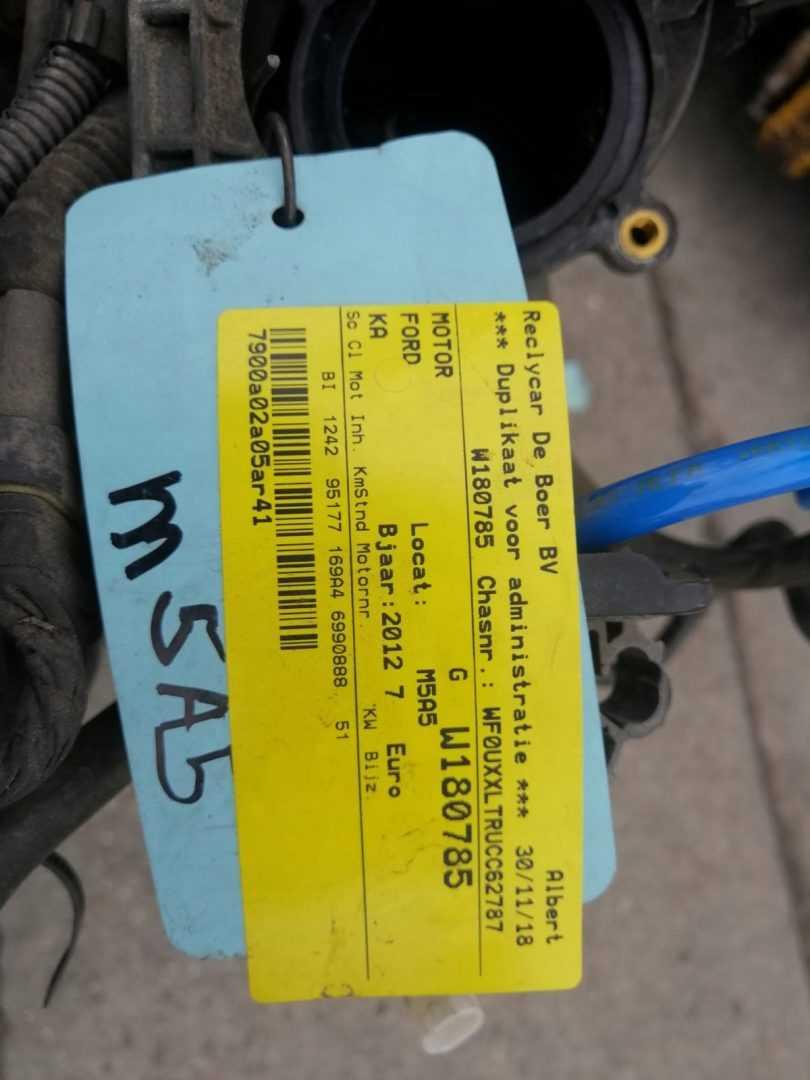 Reclycar De Boer BV Albert
*** Duplikaat voor administratie *** 30/11/18
W180785 Chasnr.: WF0UXXLTRUCC62787
MOTOR G W180785
FORD Locat: M5A5
KA Bjaar:2012 7 Euro
Sc Cl Mot Inh. KmStnd Motornr. KW Bijz.
BI 1242 95177 169A4 6990888 51
7900a02a05ar41
m5A5